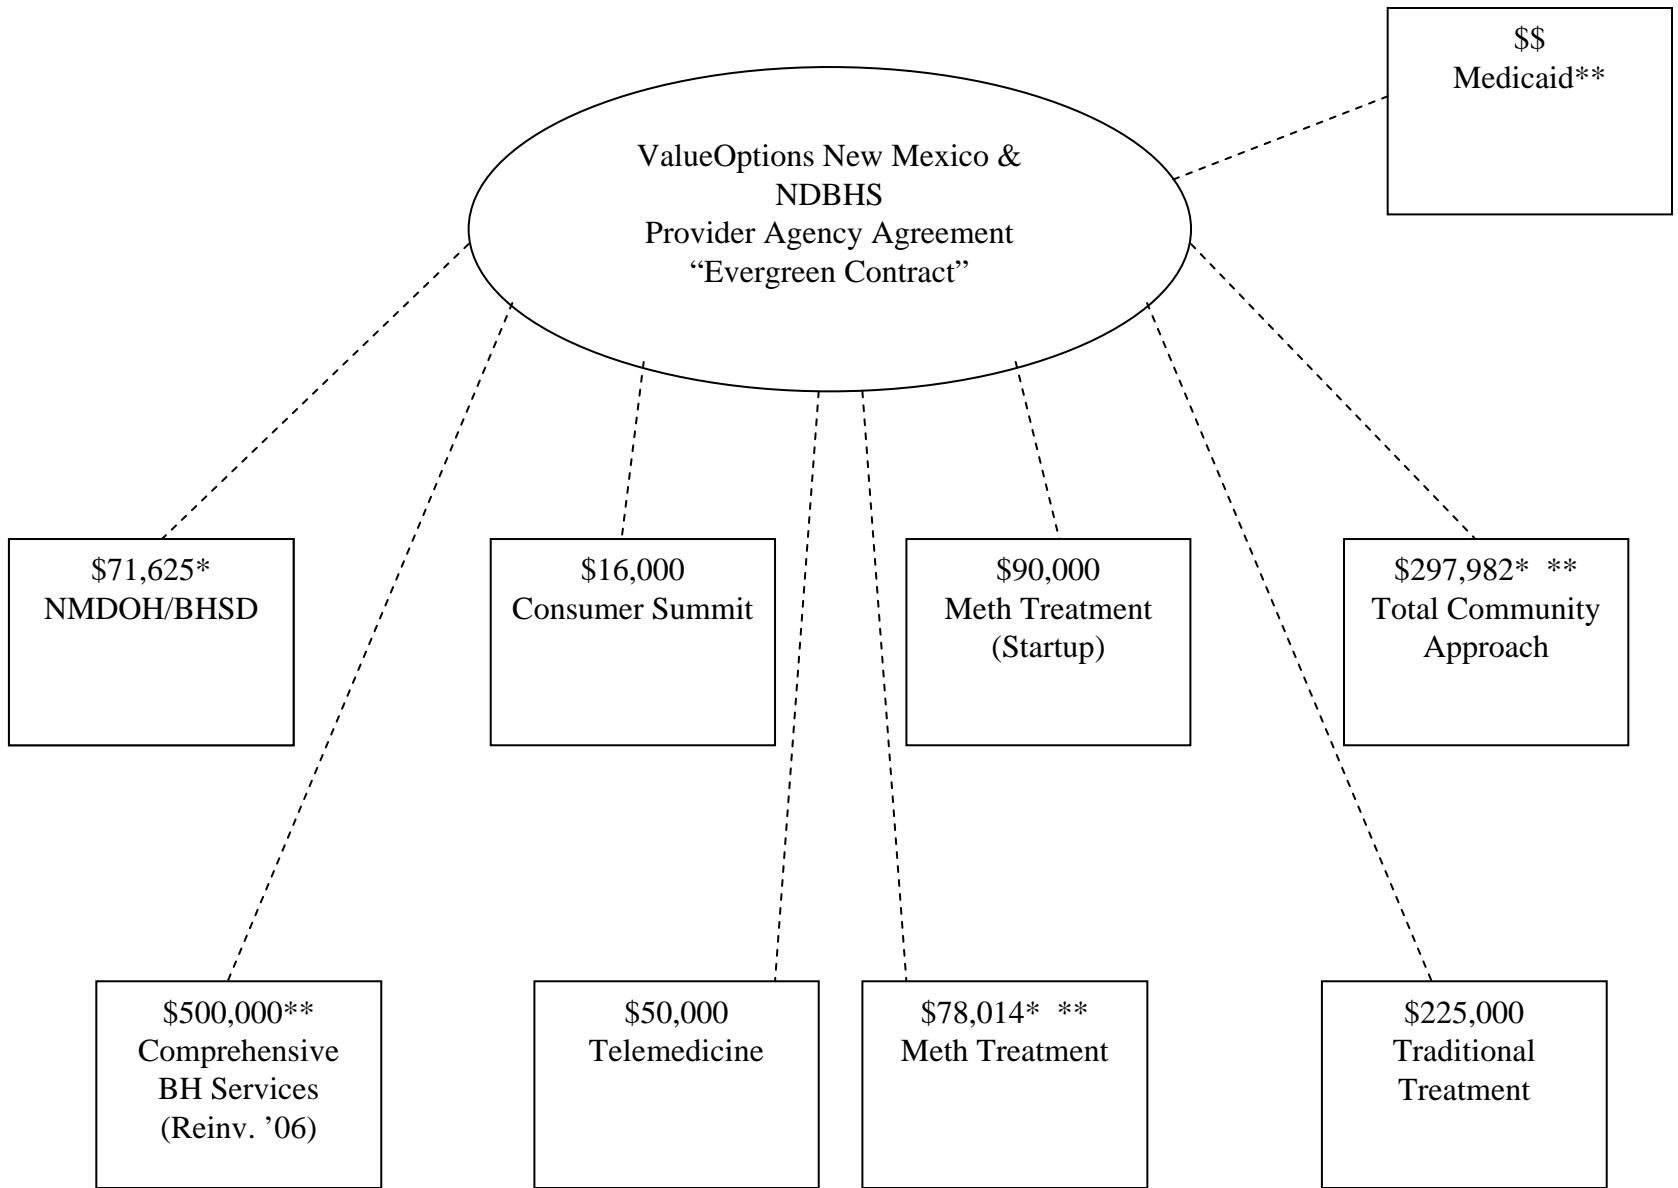 $$
Medicaid**
ValueOptions New Mexico &
NDBHS
Provider Agency Agreement
“Evergreen Contract”
$71,625*
NMDOH/BHSD
$16,000
Consumer Summit
$90,000
Meth Treatment
(Startup)
$297,982*  **
Total Community
Approach
$500,000**
Comprehensive
BH Services
(Reinv. ’06)
$50,000
Telemedicine
$78,014*  **
Meth Treatment
$225,000
Traditional
Treatment